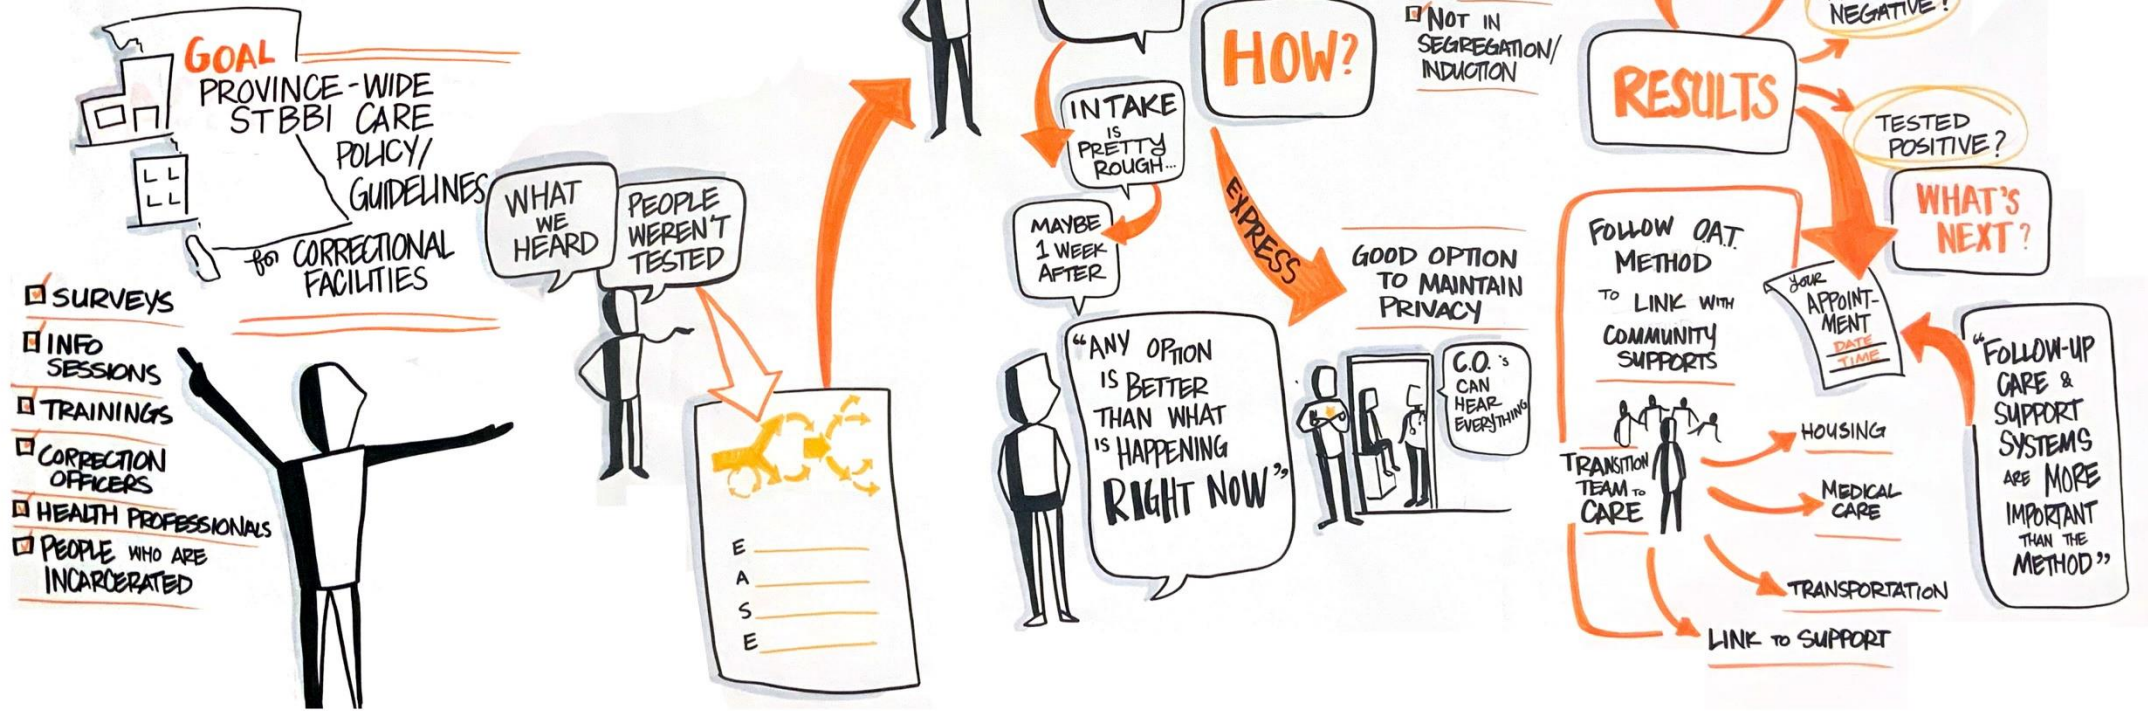 GOAL
PROVINCE-WIDE
STBBI CARE
POLICY/
GUIDELINES
for CORRECTIONAL
FACILITIES
SURVEYS
INFO
SESSIONS
TRAININGS
CORRECTION
OFFICERS
HEALTH PROFESSIONALS
PEOPLE WHO ARE
INCARCERATED
WHAT
WE
HEARD
PEOPLE
WEREN'T
TESTED
E
A
S
E
INTAKE
IS
PRETTY
ROUGH...
MAYBE
1 WEEK
AFTER
"ANY OPTION
IS BETTER
THAN WHAT
IS HAPPENING
RIGHT NOW"
HOW?
EXPRESS
NOT IN
SEGREGATION/
INDUCTION
GOOD OPTION
TO MAINTAIN
PRIVACY
C.O.'s
CAN
HEAR
EVERYTHING
RESULTS
NEGATIVE?
TESTED
POSITIVE?
WHAT'S
NEXT?
FOLLOW O.A.T.
METHOD
TO LINK WITH
COMMUNITY
SUPPORTS
Your
APPOINT-
MENT
DATE
TIME
"FOLLOW-UP
CARE &
SUPPORT
SYSTEMS
ARE MORE
IMPORTANT
THAN THE
METHOD"
TRANSITION
TEAM TO
CARE
HOUSING
MEDICAL
CARE
TRANSPORTATION
LINK TO SUPPORT